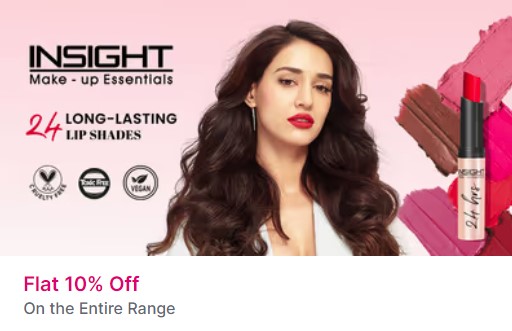 INSIGHT
Make - up Essentials
24 LONG-LASTING
LIP SHADES
CRUELTY FREE
Toxic Free
VEGAN
INSIGHT
24 hrs
Flat 10% Off
On the Entire Range